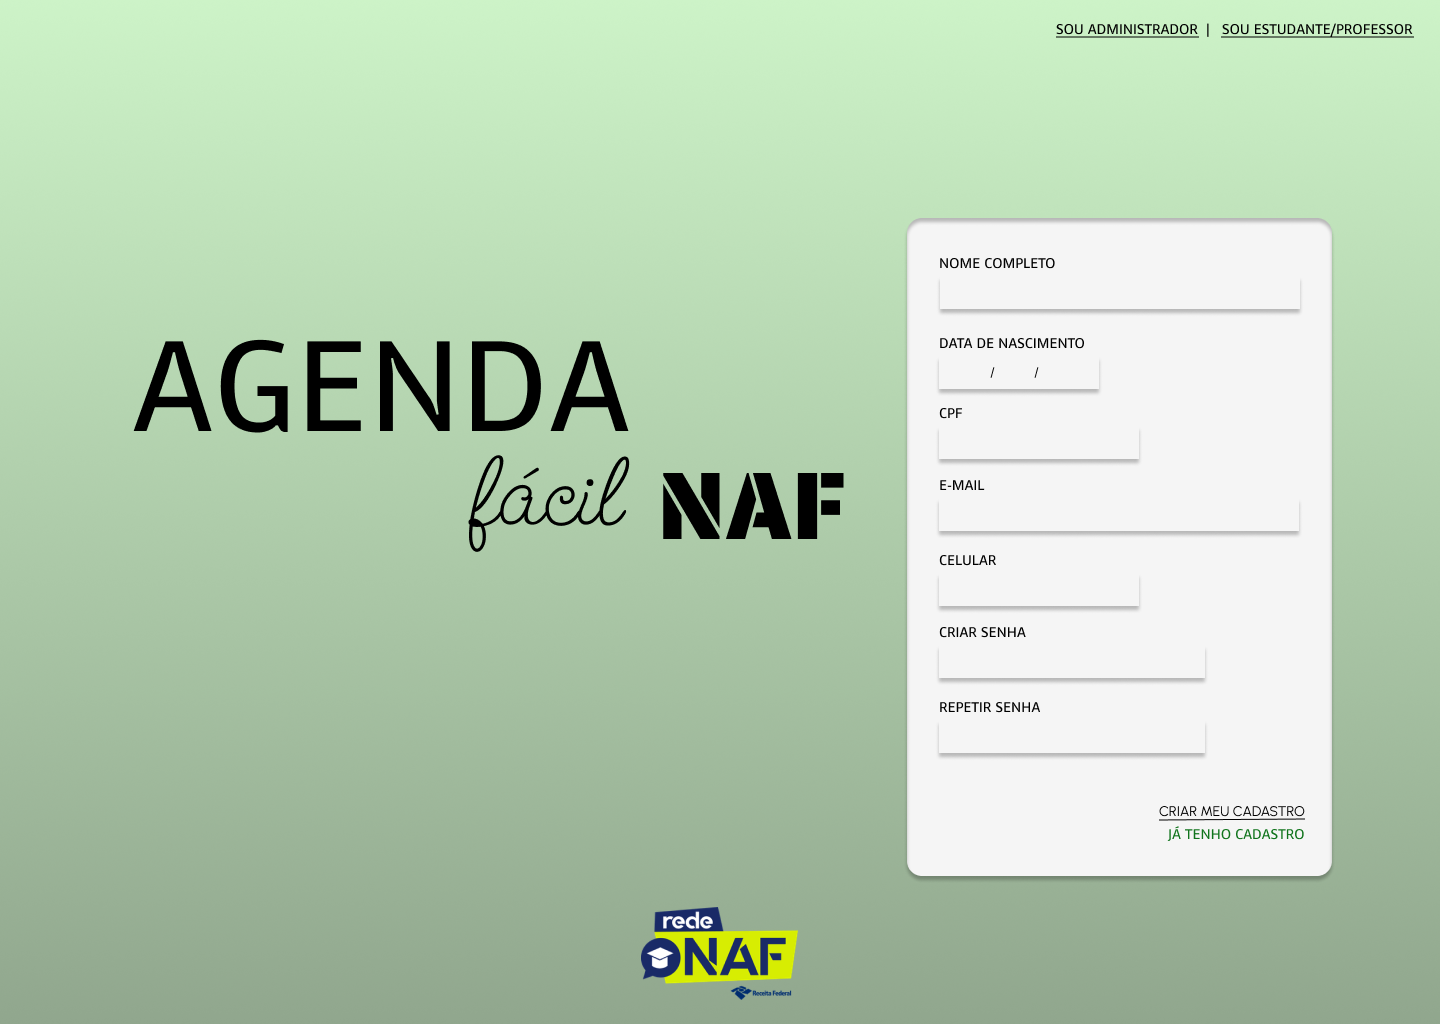 SOU ADMINISTRADOR | SOU ESTUDANTE/PROFESSOR
AGENDA
fácil NAF
NOME COMPLETO
DATA DE NASCIMENTO
/ /
CPF
E-MAIL
CELULAR
CRIAR SENHA
REPETIR SENHA
CRIAR MEU CADASTRO
JÁ TENHO CADASTRO
rede
NAF
Receita Federal